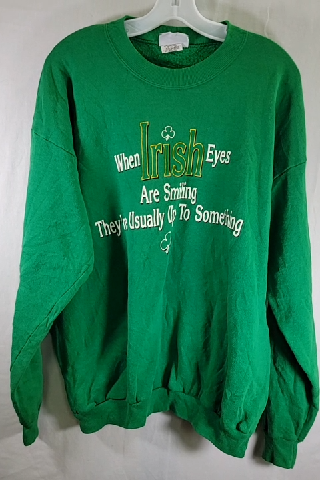 When Irish Eyes
Are Smiling
They're Usually Up To Something